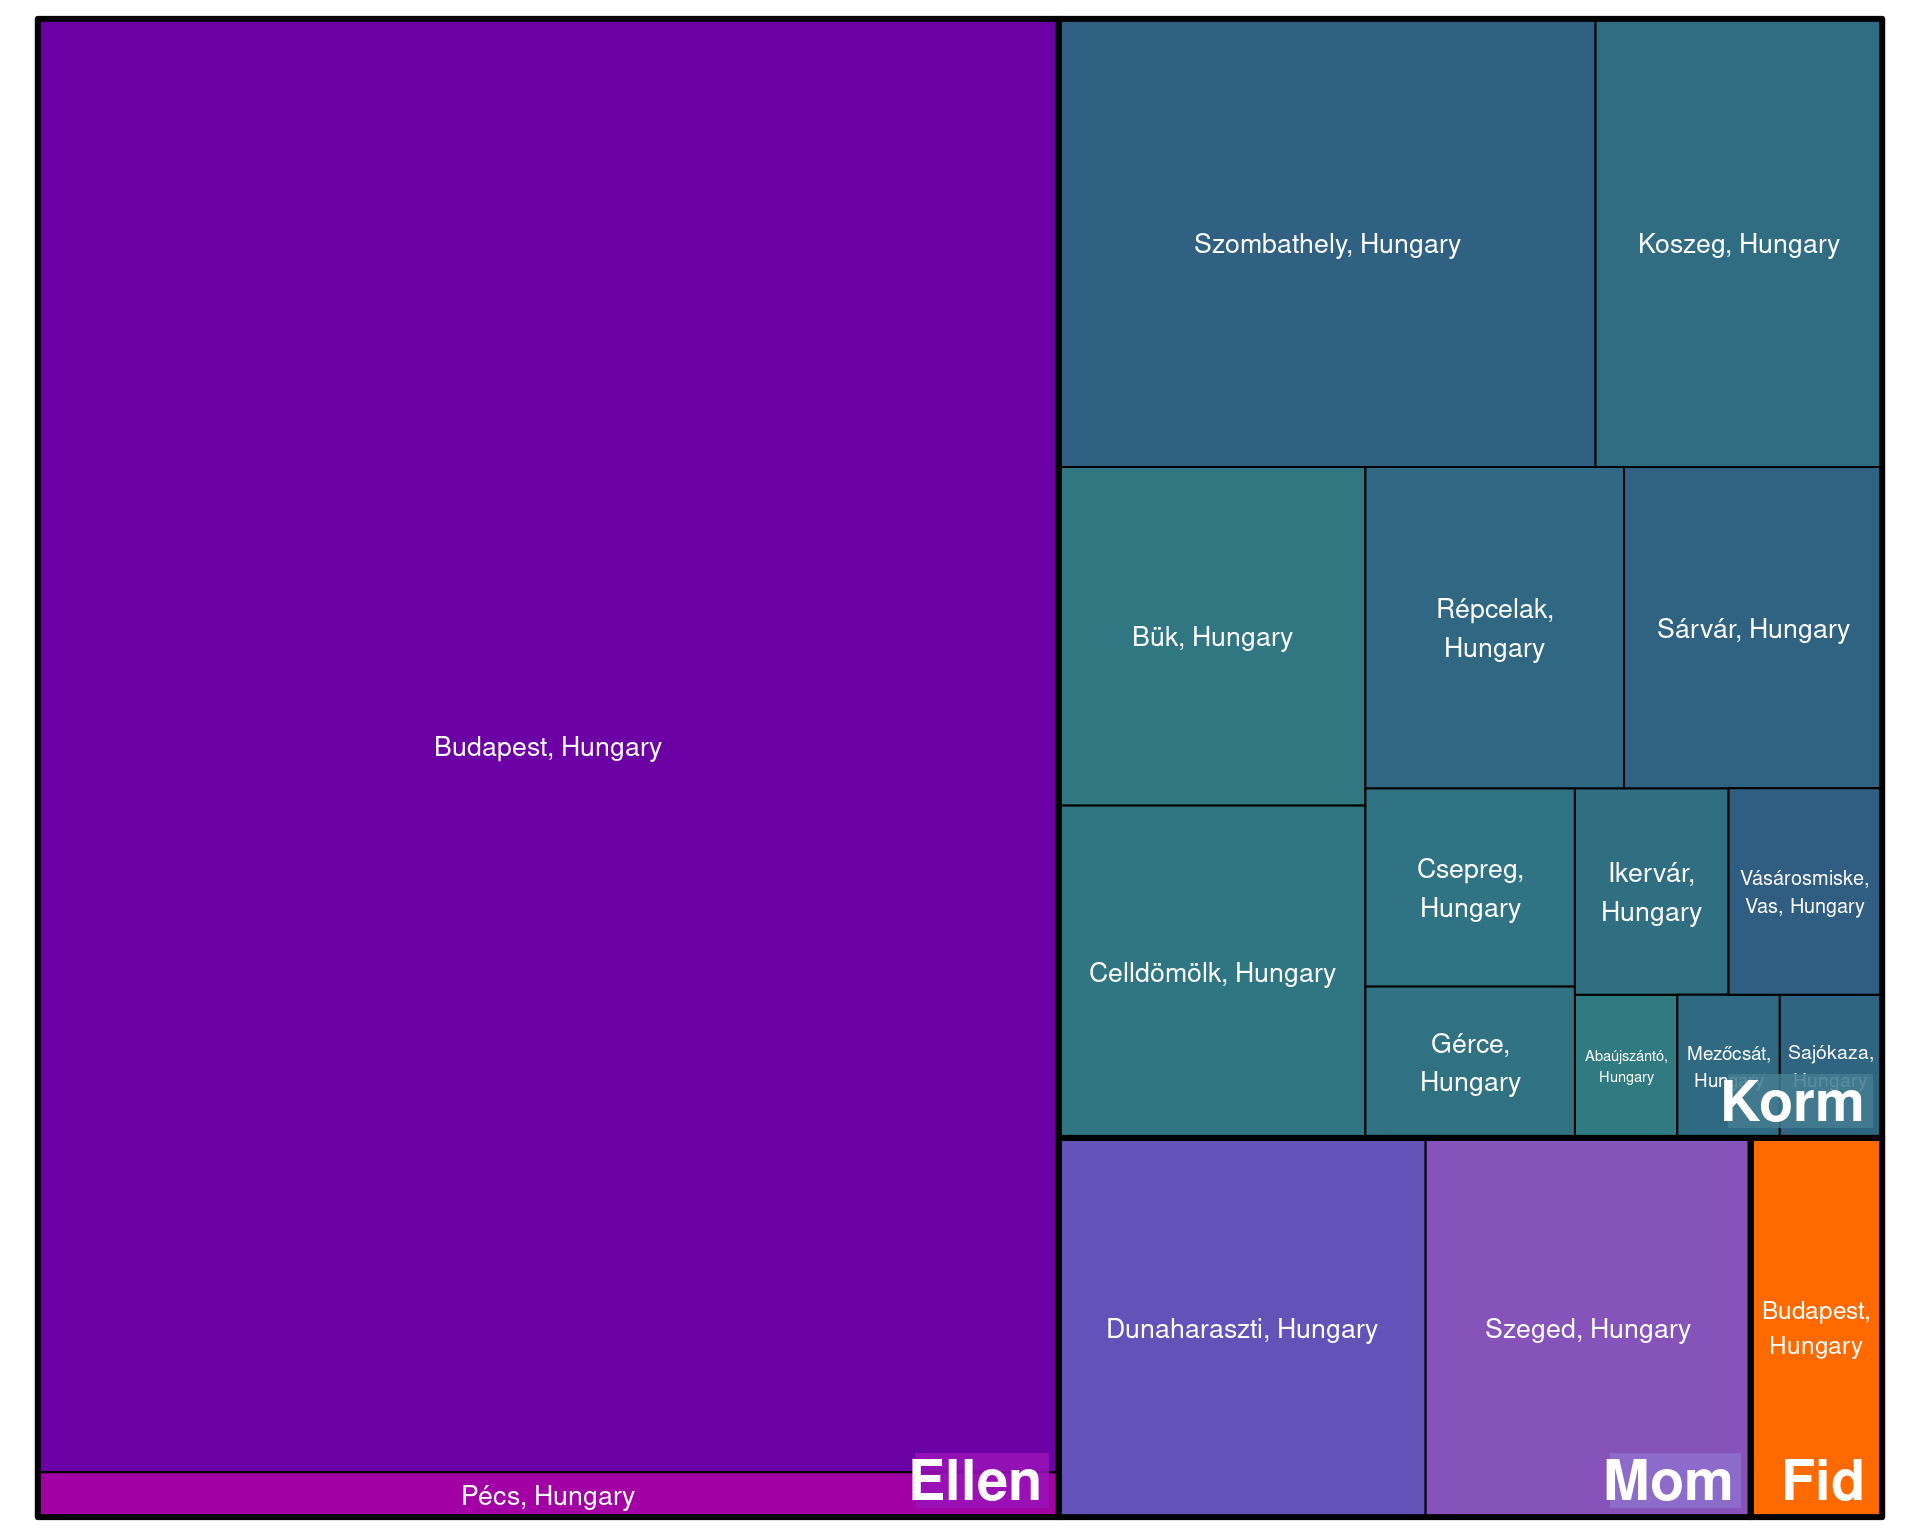 Budapest, Hungary
Pécs, Hungary
Ellen
Szombathely, Hungary
Koszeg, Hungary
Bük, Hungary
Répcelak,
Hungary
Sárvár, Hungary
Celldömölk, Hungary
Csepreg,
Hungary
Ikervár,
Hungary
Vásárosmiske,
Vas, Hungary
Gérce,
Hungary
Abaújszántó,
Hungary
Mezőcsát,
Hungary
Sajókaza,
Hungary
Korm
Dunaharaszti, Hungary
Szeged, Hungary
Mom
Budapest,
Hungary
Fid